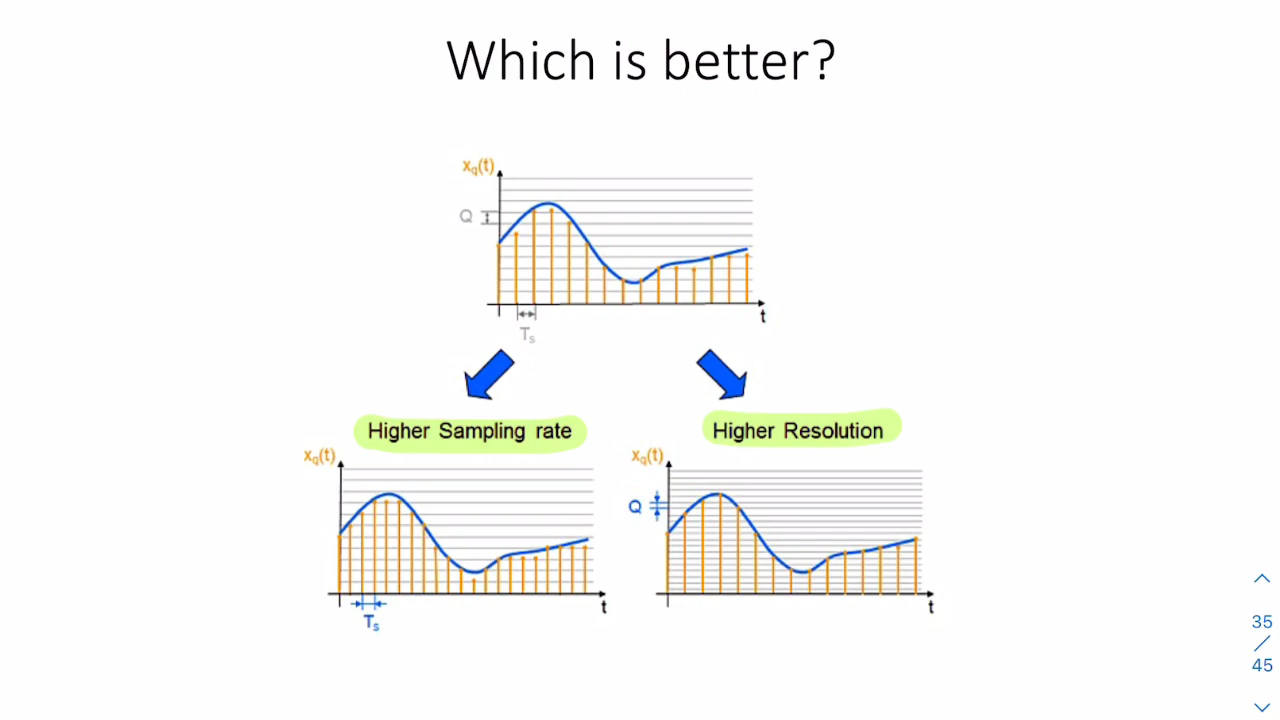 Which is better?
xq(t)
Q
Ts
t
Higher Sampling rate
Higher Resolution
xq(t)
Ts
t
xq(t)
Q
t
35
/
45